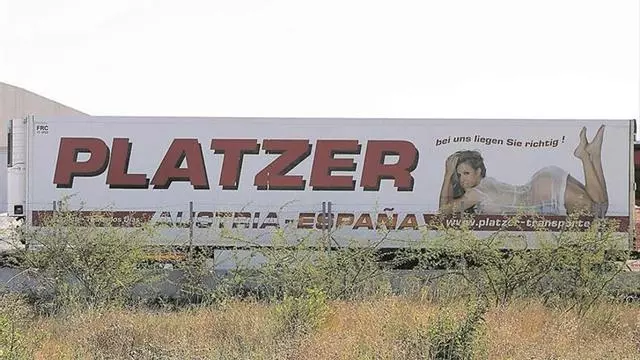 FRC
PLATZER
bei uns liegen Sie richtig !
AUSTRIA - ESPAÑA
www.platzer-transporte